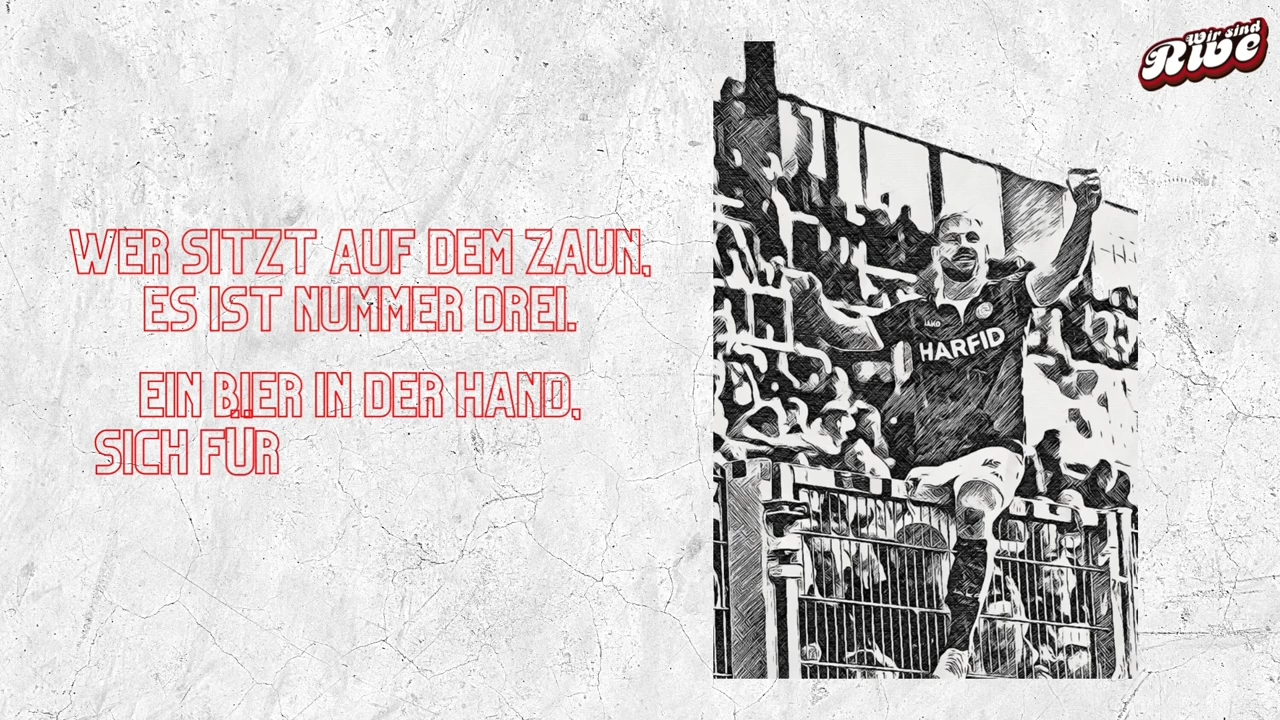 Wir sind
RWE
WER SITZT AUF DEM ZAUN,
ES IST NUMMER DREI.
EIN BIER IN DER HAND,
SICH FÜR
JAKO
HARFID